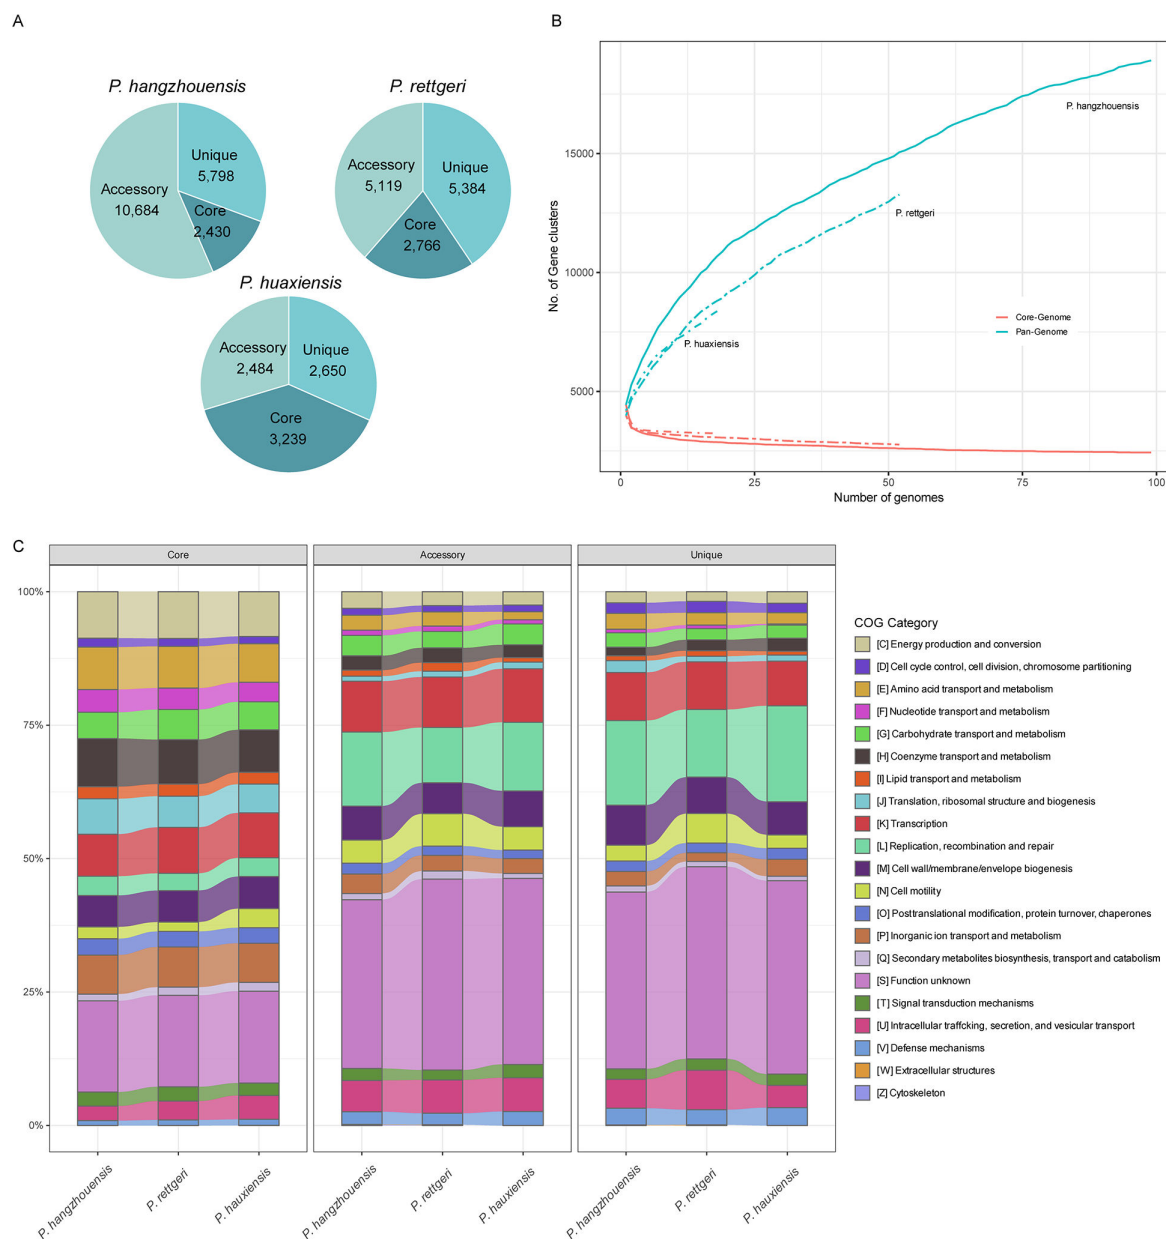 A
P. hangzhouensis
Unique
5,798
Accessory
10,684
Core
2,430
P. rettgeri
Accessory
5,119
Unique
5,384
Core
2,766
P. huaxiensis
Accessory
2,484
Unique
2,650
Core
3,239
B
No. of Gene clusters
15000
10000
5000
0
25
50
75
100
Number of genomes
P. hangzhouensis
P. rettgeri
P. huaxiensis
Core-Genome
Pan-Genome
C
Core
Accessory
Unique
100%
75%
50%
25%
0%
P. hangzhouensis
P. rettgeri
P. hauxiensis
P. hangzhouensis
P. rettgeri
P. hauxiensis
P. hangzhouensis
P. rettgeri
P. hauxiensis
COG Category
[C] Energy production and conversion
[D] Cell cycle control, cell division, chromosome partitioning
[E] Amino acid transport and metabolism
[F] Nucleotide transport and metabolism
[G] Carbohydrate transport and metabolism
[H] Coenzyme transport and metabolism
[I] Lipid transport and metabolism
[J] Translation, ribosomal structure and biogenesis
[K] Transcription
[L] Replication, recombination and repair
[M] Cell wall/membrane/envelope biogenesis
[N] Cell motility
[O] Posttranslational modification, protein turnover, chaperones
[P] Inorganic ion transport and metabolism
[Q] Secondary metabolites biosynthesis, transport and catabolism
[S] Function unknown
[T] Signal transduction mechanisms
[U] Intracellular traffcking, secretion, and vesicular transport
[V] Defense mechanisms
[W] Extracellular structures
[Z] Cytoskeleton